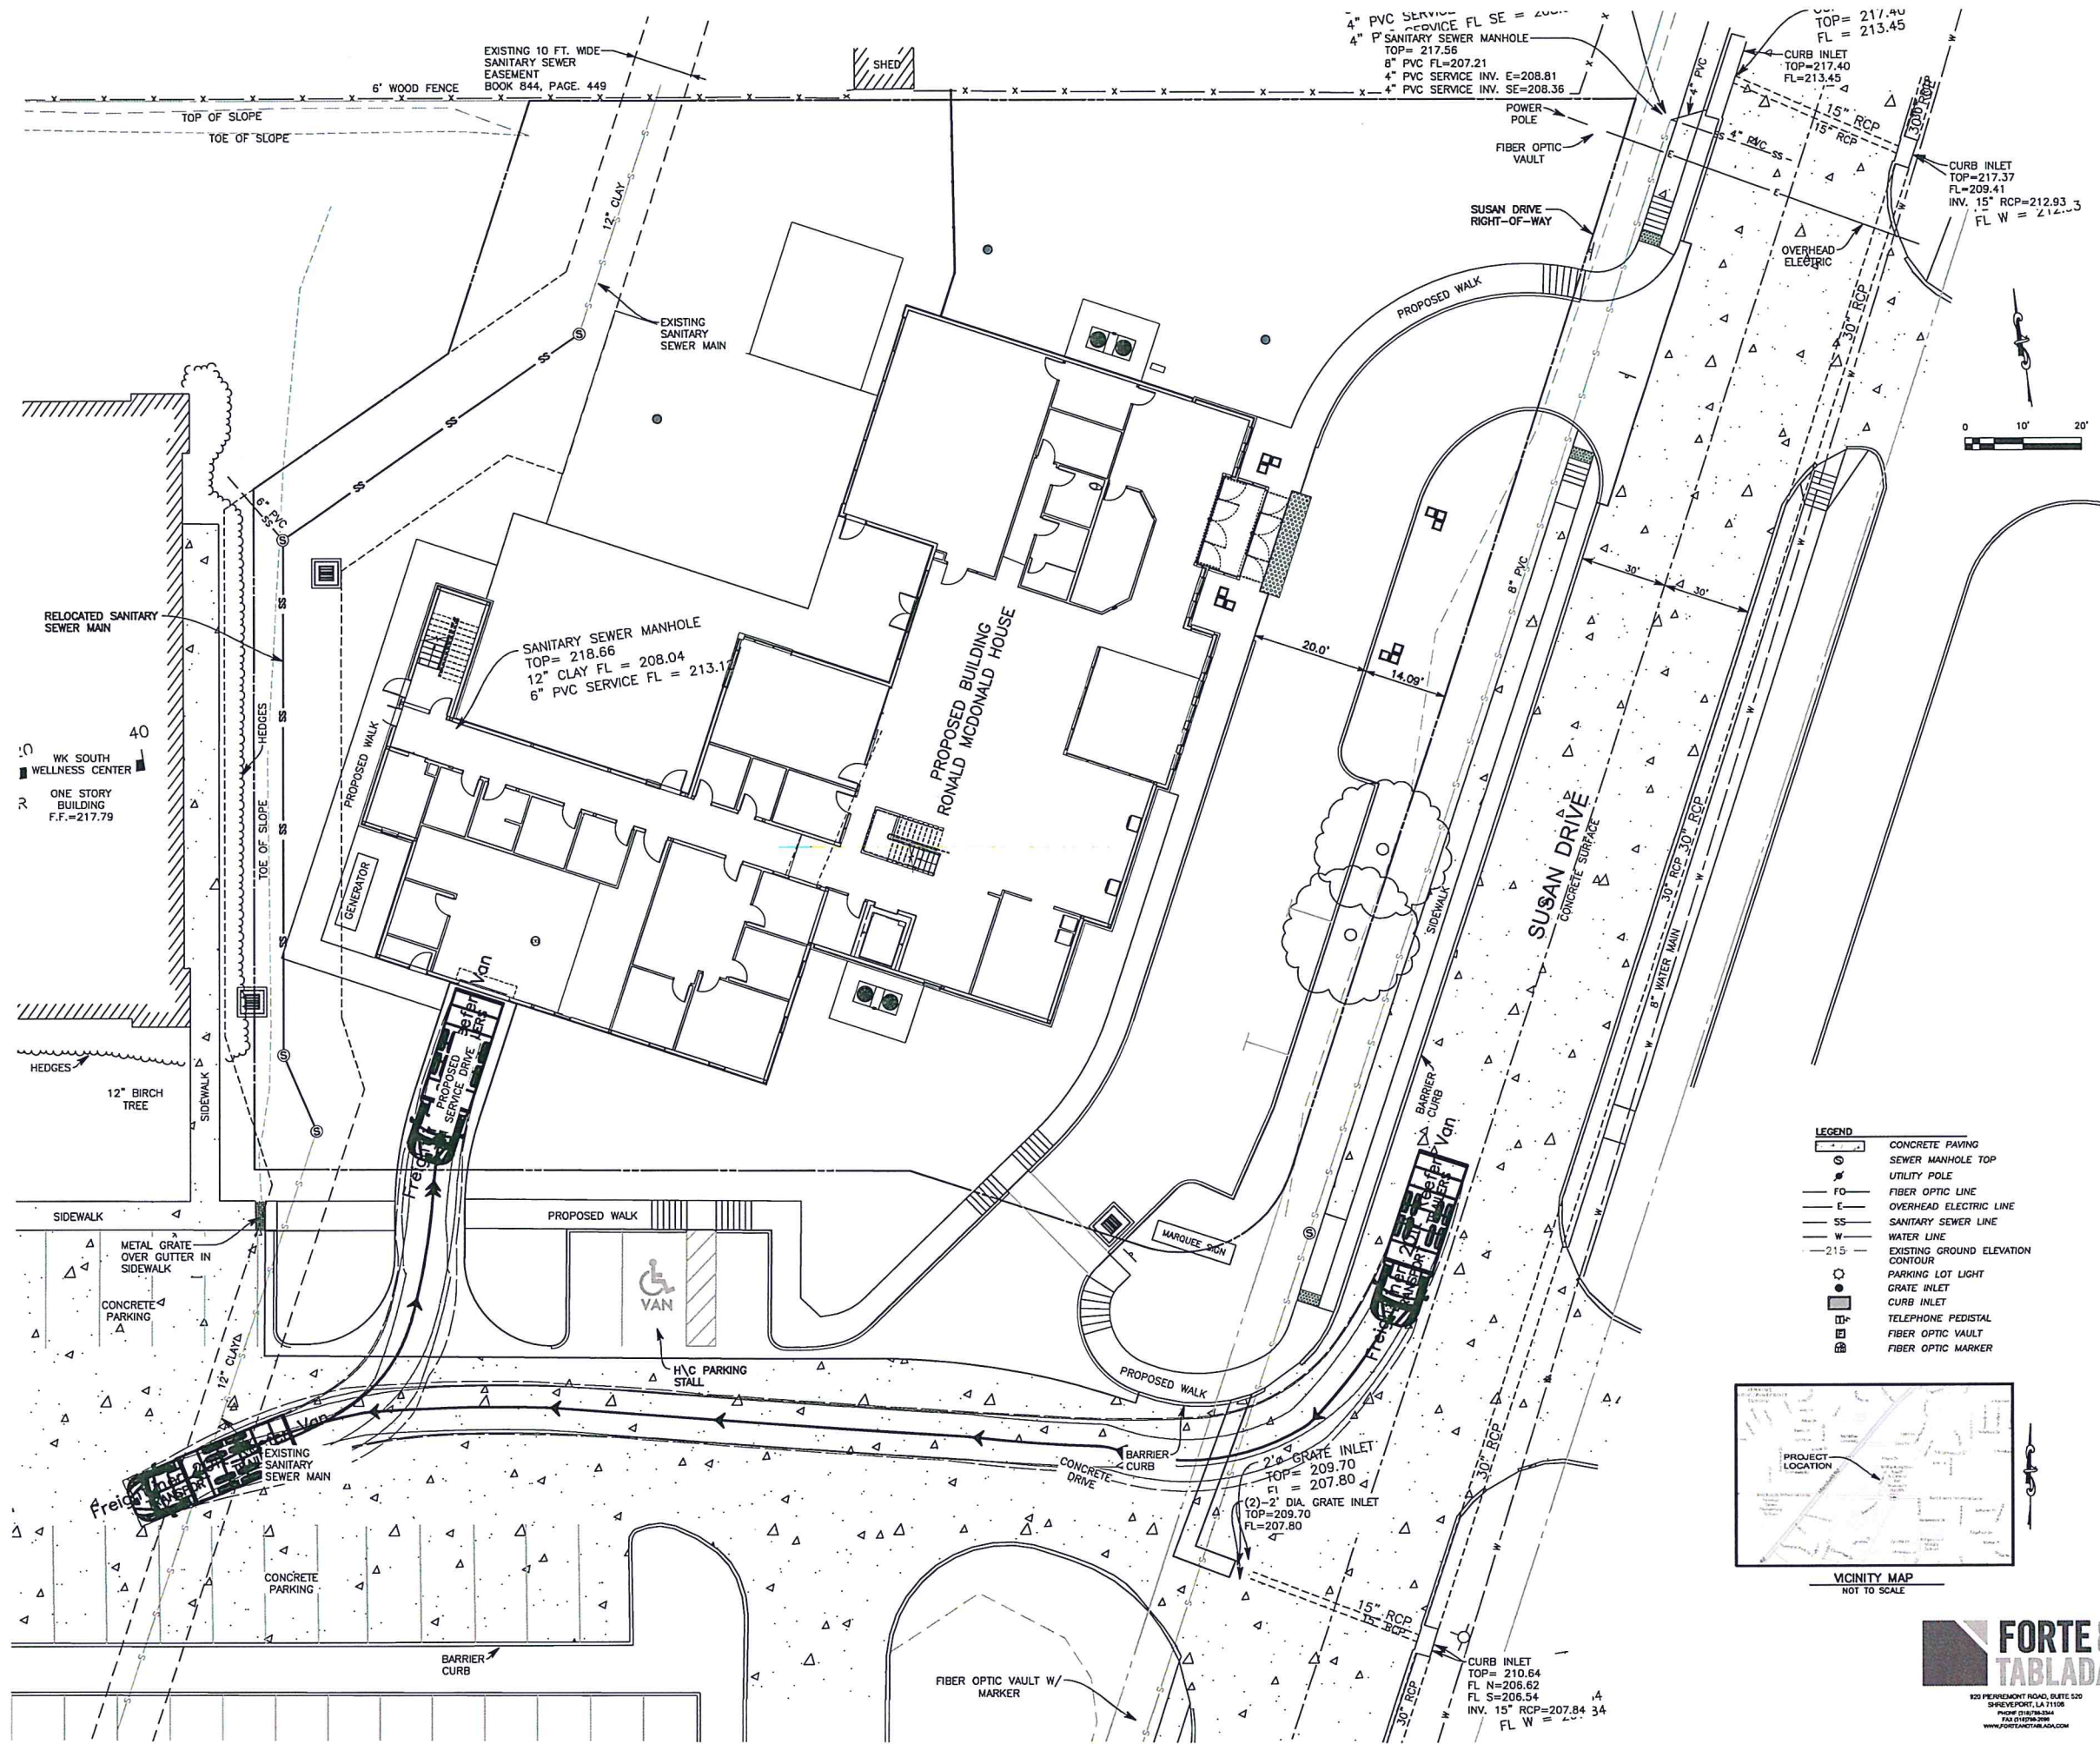 EXISTING 10 FT. WIDE
SANITARY SEWER
EASEMENT
BOOK 844, PAGE. 449
6' WOOD FENCE
TOP OF SLOPE
TOE OF SLOPE
SHED
12" CLAY
EXISTING
SANITARY
SEWER MAIN
4" PVC SERVICE FL SE =
SANITARY SEWER MANHOLE
TOP= 217.56
8" PVC FL=207.21
4" PVC SERVICE INV. E=208.81
4" PVC SERVICE INV. SE=208.36
4" PVC
TOP= 217.40
FL = 213.45
CURB INLET
TOP=217.40
FL=213.45
15" RCP
15" RCP
30" RCP
4" PVC SS
POWER
POLE
FIBER OPTIC
VAULT
CURB INLET
TOP=217.37
FL=209.41
INV. 15" RCP=212.93
SUSAN DRIVE
RIGHT-OF-WAY
OVERHEAD
ELECTRIC
PROPOSED WALK
30" RCP
30" RCP
0 10' 20'
6" PVC
SS
RELOCATED SANITARY
SEWER MAIN
SANITARY SEWER MANHOLE
TOP= 218.66
12" CLAY FL = 208.04
6" PVC SERVICE FL = 213.12
PROPOSED BUILDING
RONALD MCDONALD HOUSE
8" PVC
30'
30'
20.0'
14.09'
40
WK SOUTH
WELLNESS CENTER
ONE STORY
BUILDING
F.F.=217.79
HEDGES
TOE OF SLOPE
PROPOSED WALK
GENERATOR
SUSAN DRIVE
CONCRETE SURFACE
SIDEWALK
30" RCP
30" RCP
8" WATER MAIN
HEDGES
12" BIRCH
TREE
SIDEWALK
Van
PROPOSED
SERVICE DRIVE
BARRIER
CURB
Van
LEGEND
CONCRETE PAVING
SEWER MANHOLE TOP
UTILITY POLE
FO FIBER OPTIC LINE
E OVERHEAD ELECTRIC LINE
SS SANITARY SEWER LINE
W WATER LINE
215 EXISTING GROUND ELEVATION
CONTOUR
PARKING LOT LIGHT
GRATE INLET
CURB INLET
TELEPHONE PEDISTAL
FIBER OPTIC VAULT
FIBER OPTIC MARKER
SIDEWALK
PROPOSED WALK
METAL GRATE
OVER GUTTER IN
SIDEWALK
CONCRETE
PARKING
VAN
MARQUEE SIGN
12" CLAY
H\C PARKING
STALL
PROPOSED WALK
Van
EXISTING
SANITARY
SEWER MAIN
BARRIER
CURB
CONCRETE
DRIVE
2'ø GRATE INLET
TOP= 209.70
FL = 207.80
(2)-2' DIA. GRATE INLET
TOP=209.70
FL=207.80
30" RCP
PROJECT
LOCATION
VICINITY MAP
NOT TO SCALE
CONCRETE
PARKING
15" RCP
15" RCP
BARRIER
CURB
FIBER OPTIC VAULT W/
MARKER
30" RCP
CURB INLET
TOP= 210.64
FL N=206.62
FL S=206.54
INV. 15" RCP=207.84
FORTE
TABLADA
920 PIERREMONT ROAD, SUITE 520
SHREVEPORT, LA 71106
WWW.FORTEANDTABLADA.COM